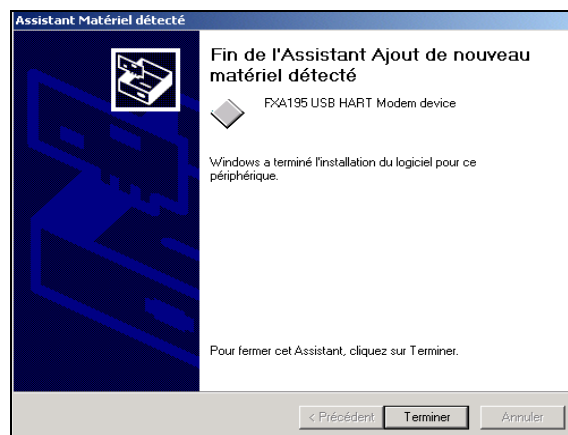 Assistant Matériel détecté
Fin de l'Assistant Ajout de nouveau
matériel détecté
FXA195 USB HART Modem device
Windows a terminé l'installation du logiciel pour ce
périphérique.
Pour fermer cet Assistant, cliquez sur Terminer.
< Précédent
Terminer
Annuler